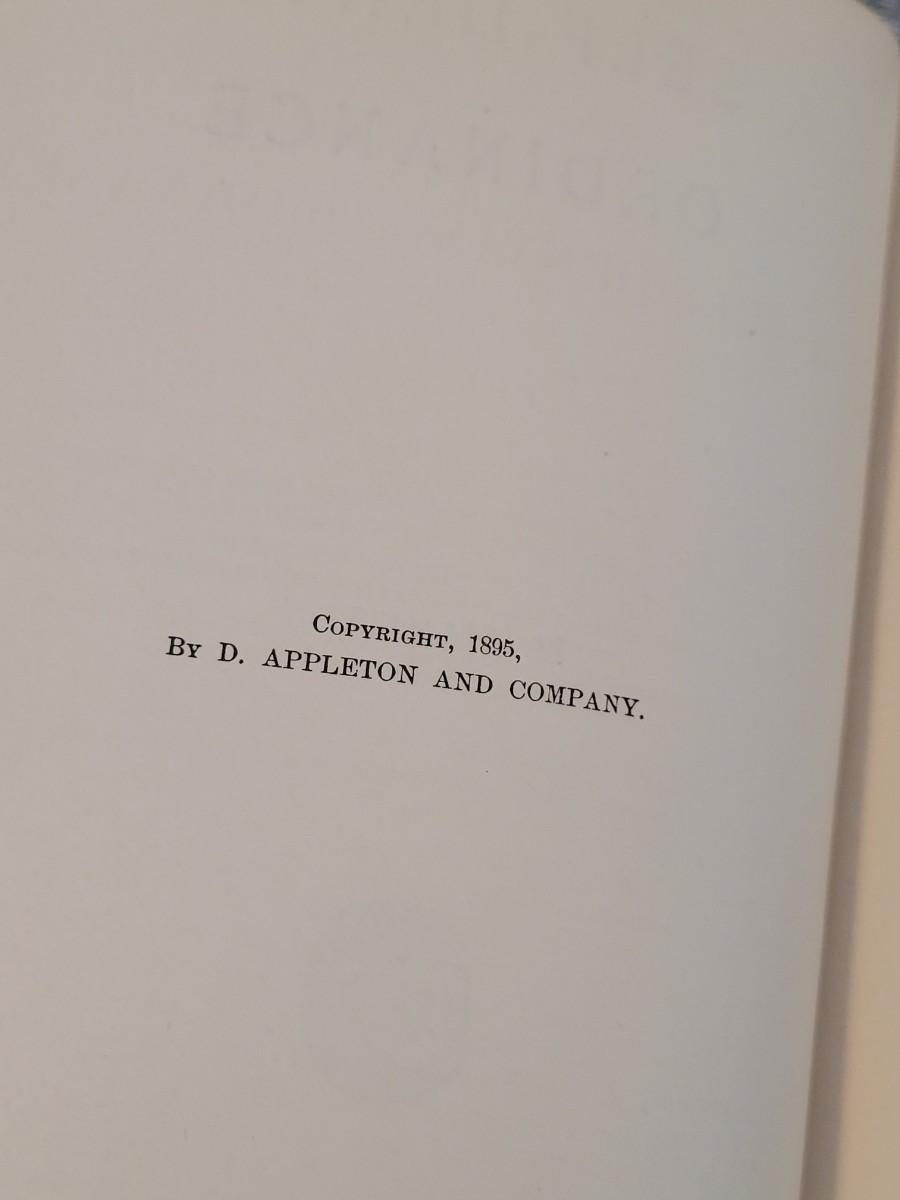 COPYRIGHT, 1895,
BY D. APPLETON AND COMPANY.